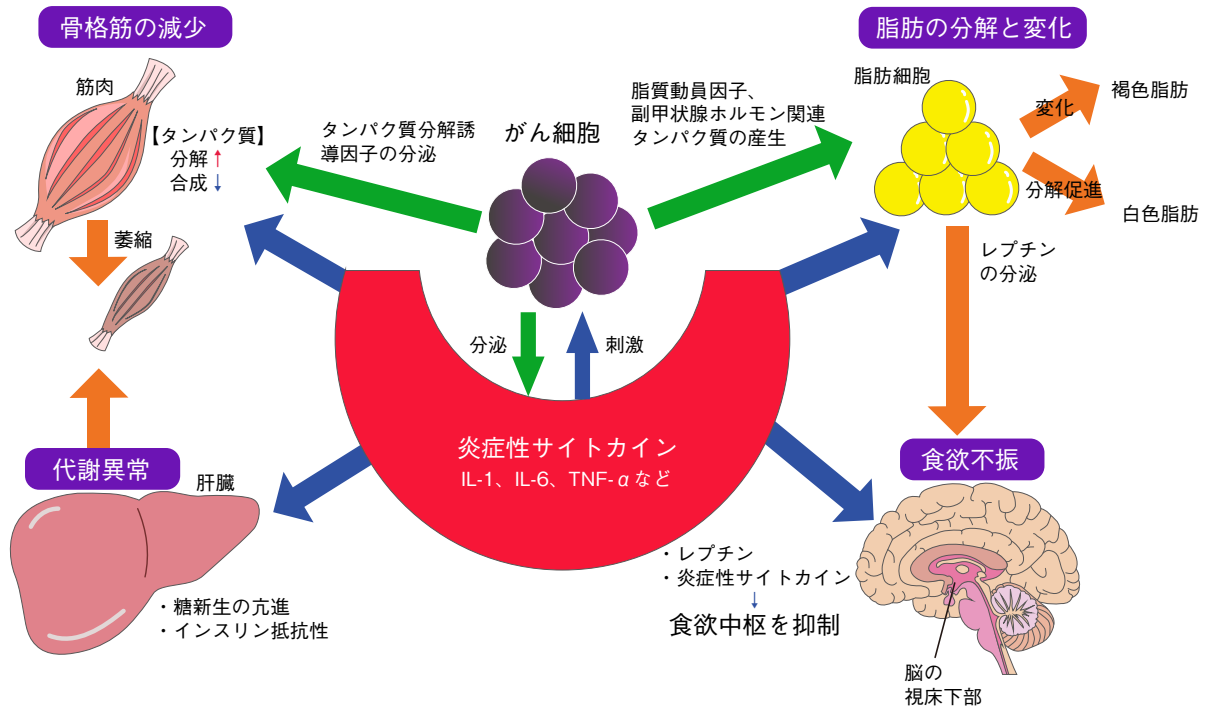 骨格筋の減少
筋肉
【タンパク質】
分解↑
合成↓
萎縮
タンパク質分解誘
導因子の分泌
がん細胞
脂質動員因子、
副甲状腺ホルモン関連
タンパク質の産生
脂肪の分解と変化
脂肪細胞
変化
褐色脂肪
分解促進
白色脂肪
レプチン
の分泌
分泌
刺激
炎症性サイトカイン
IL-1、IL-6、TNF-αなど
代謝異常
肝臓
・糖新生の亢進
・インスリン抵抗性
食欲不振
・レプチン
・炎症性サイトカイン
↓
食欲中枢を抑制
脳の
視床下部